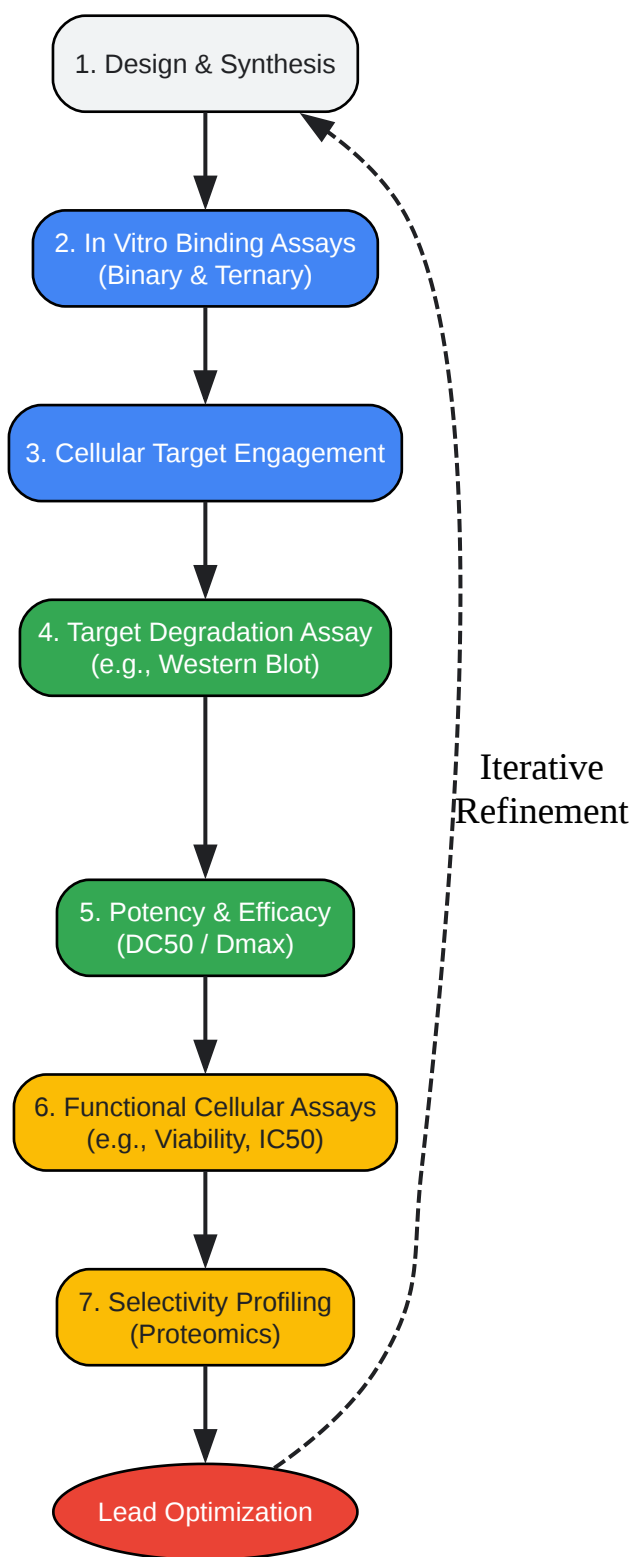 1. Design & Synthesis
2. In Vitro Binding Assays
(Binary & Ternary)
3. Cellular Target Engagement
4. Target Degradation Assay
(e.g., Western Blot)
Iterative
Refinement
5. Potency & Efficacy
(DC50 / Dmax)
6. Functional Cellular Assays
(e.g., Viability, IC50)
7. Selectivity Profiling
(Proteomics)
Lead Optimization